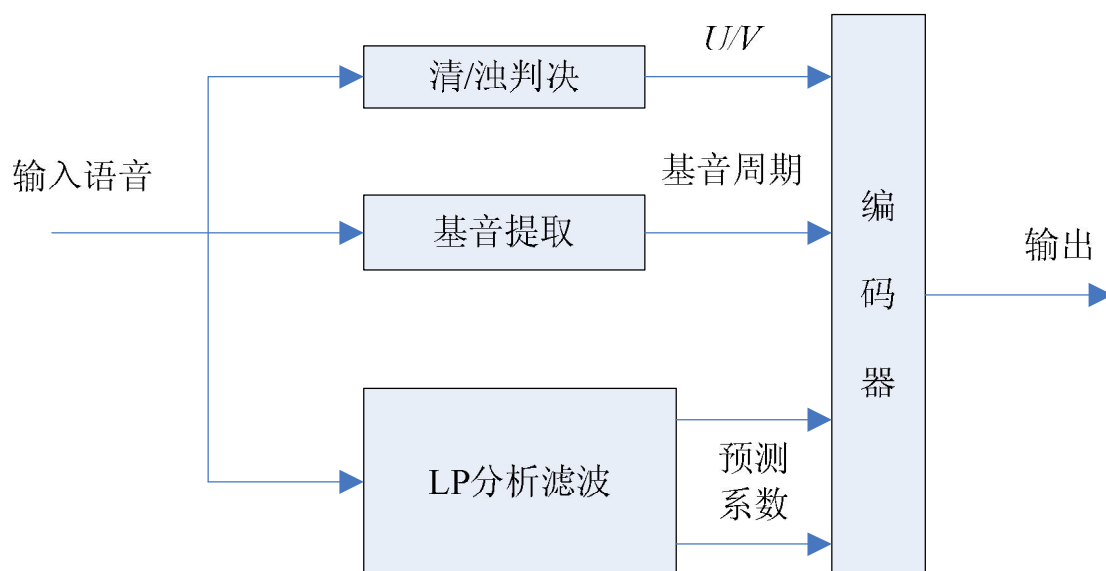 U/V
清/浊判决
输入语音
基音周期
基音提取
编
码
器
输出
LP分析滤波
预测
系数